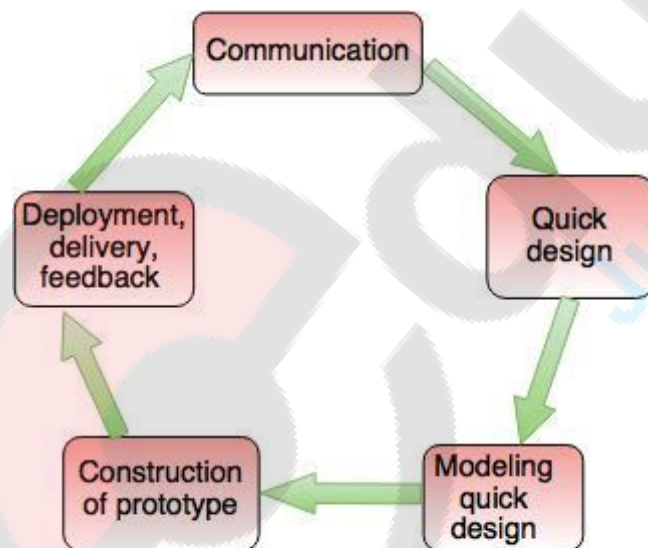 Communication
Quick
design
Modeling
quick
design
Construction
of prototype
Deployment,
delivery,
feedback